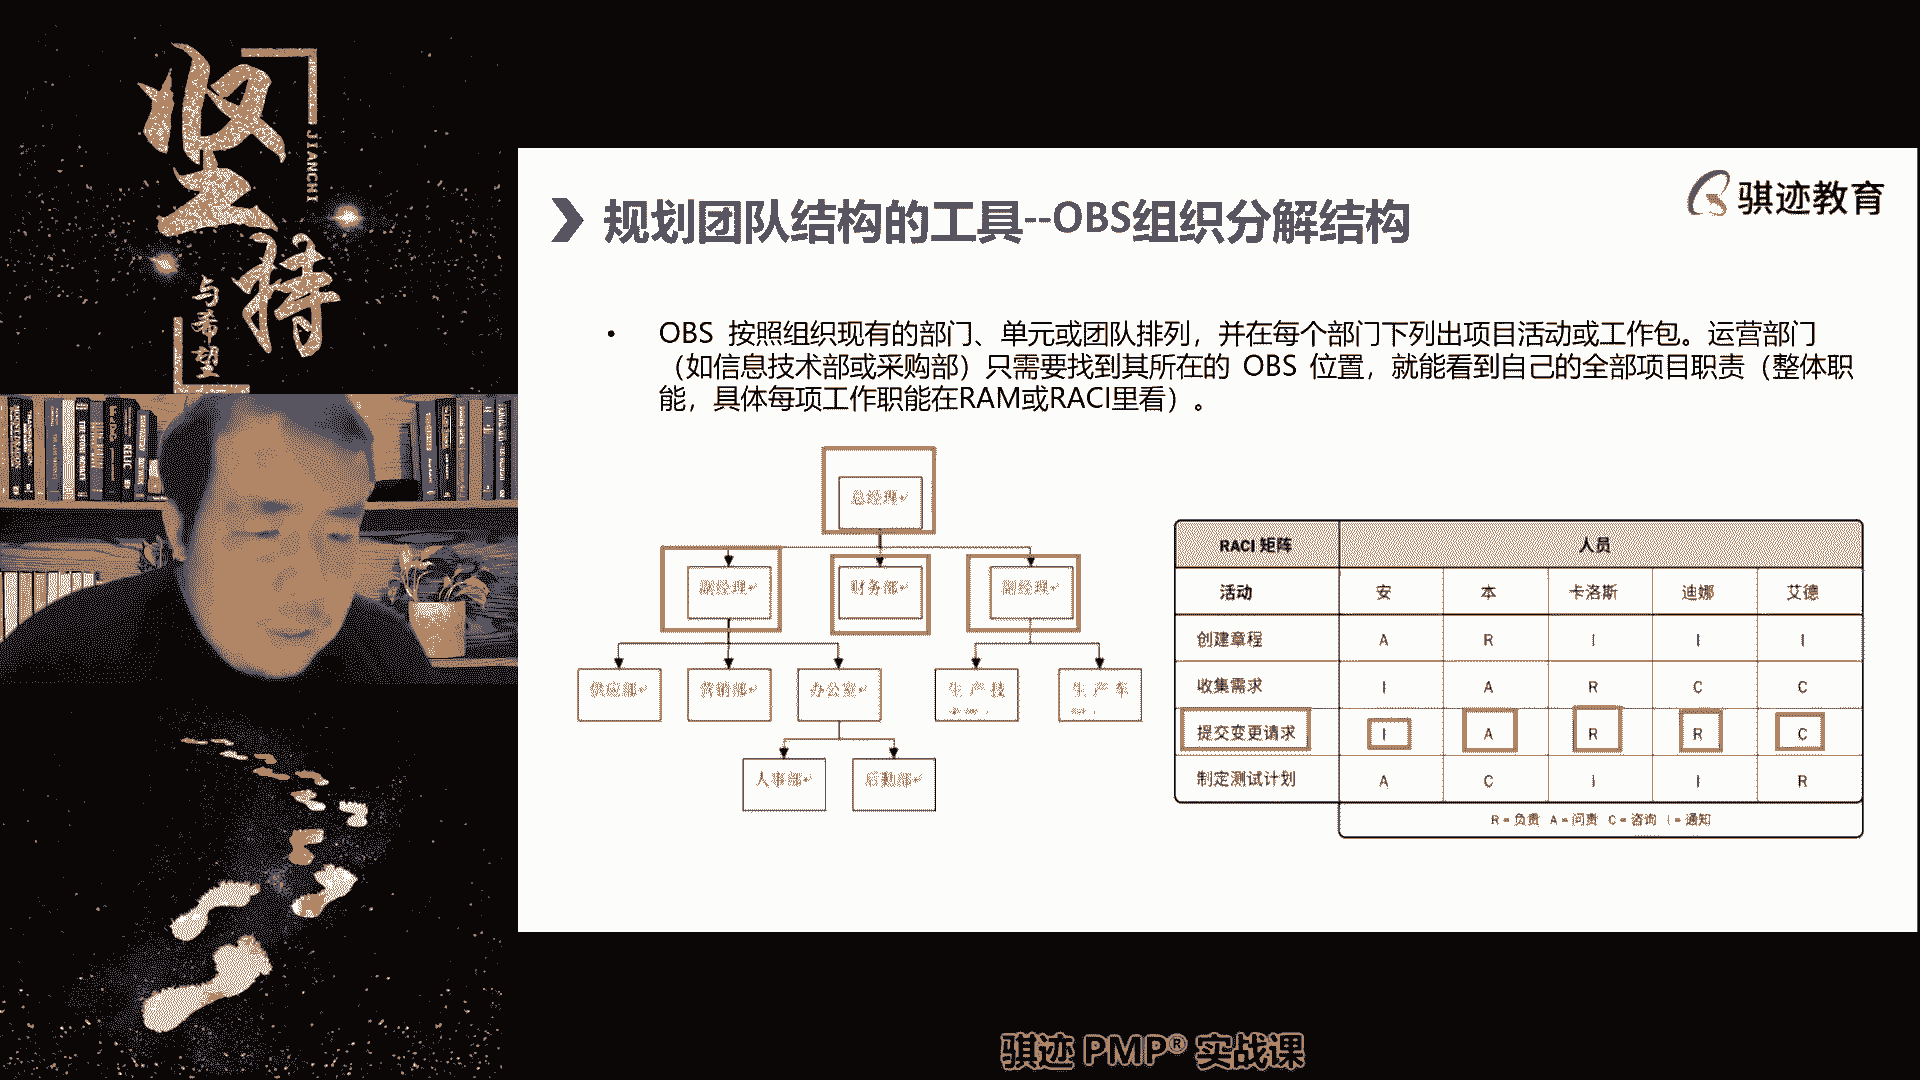 坚持
JIANCHI
与希望
骐迹教育
规划团队结构的工具--OBS组织分解结构
• OBS 按照组织现有的部门、单元或团队排列，并在每个部门下列出项目活动或工作包。运营部门
（如信息技术部或采购部）只需要找到其所在的 OBS 位置，就能看到自己的全部项目职责（整体职
能，具体每项工作职能在RAM或RACI里看）。
总经理
副经理 财务部 副经理
供应部 营销部 办公室 生产技 生产车
人事部 后勤部
RACI 矩阵 人员
活动 安 本 卡洛斯 迪娜 艾德
创建章程 A R I I I
收集需求 I A R C C
提交变更请求 I A R R C
制定测试计划 A C I I R
R = 负责 A = 问责 C = 咨询 I = 通知
RELIC
骐迹 PMP® 实战课